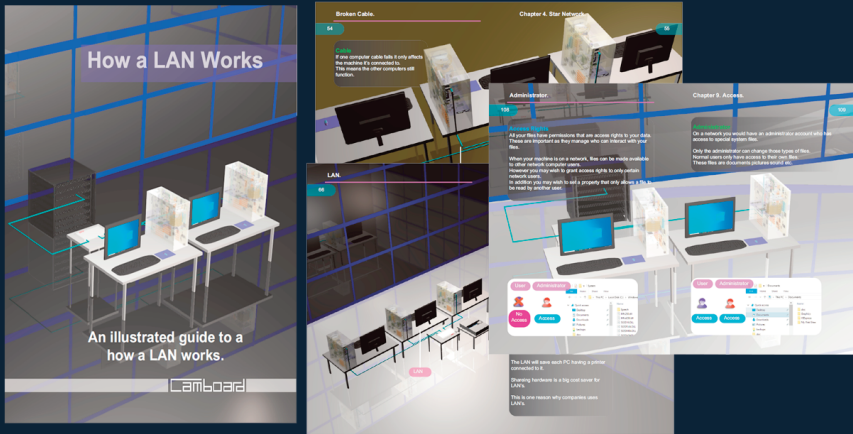 How a LAN Works
An illustrated guide to a
how a LAN works.
Camboard
Broken Cable.
Chapter 4. Star Network
54
55
Cable
If one computer cable fails it only affects
the machine it's connected to.
This means the other computers still
function.
LAN.
66
LAN
The LAN will save each PC having a printer
connected to it.
Shareing hardware is a big cost saver for
LAN's.
This is one reason why companies uses
LAN's.
Administrator.
Chapter 9. Access.
108
109
Access Rights
All your files have permissions that are access rights to your data.
These are important as they manage who can interact with your
files.
When your machine is on a network, files can be made available
to other network computer users.
However you may wish to grant access rights to only certain
network users.
In addition you may wish to set a property that only allows a file to
be read by another user.
On a network you would have an administrator account who has
access to special system files.
Only the administrator can change those types of files.
Normal users only have access to their own files.
These files are documents pictures sound etc.
User
Administrator
No
Access
Access
User
Administrator
Access
Access